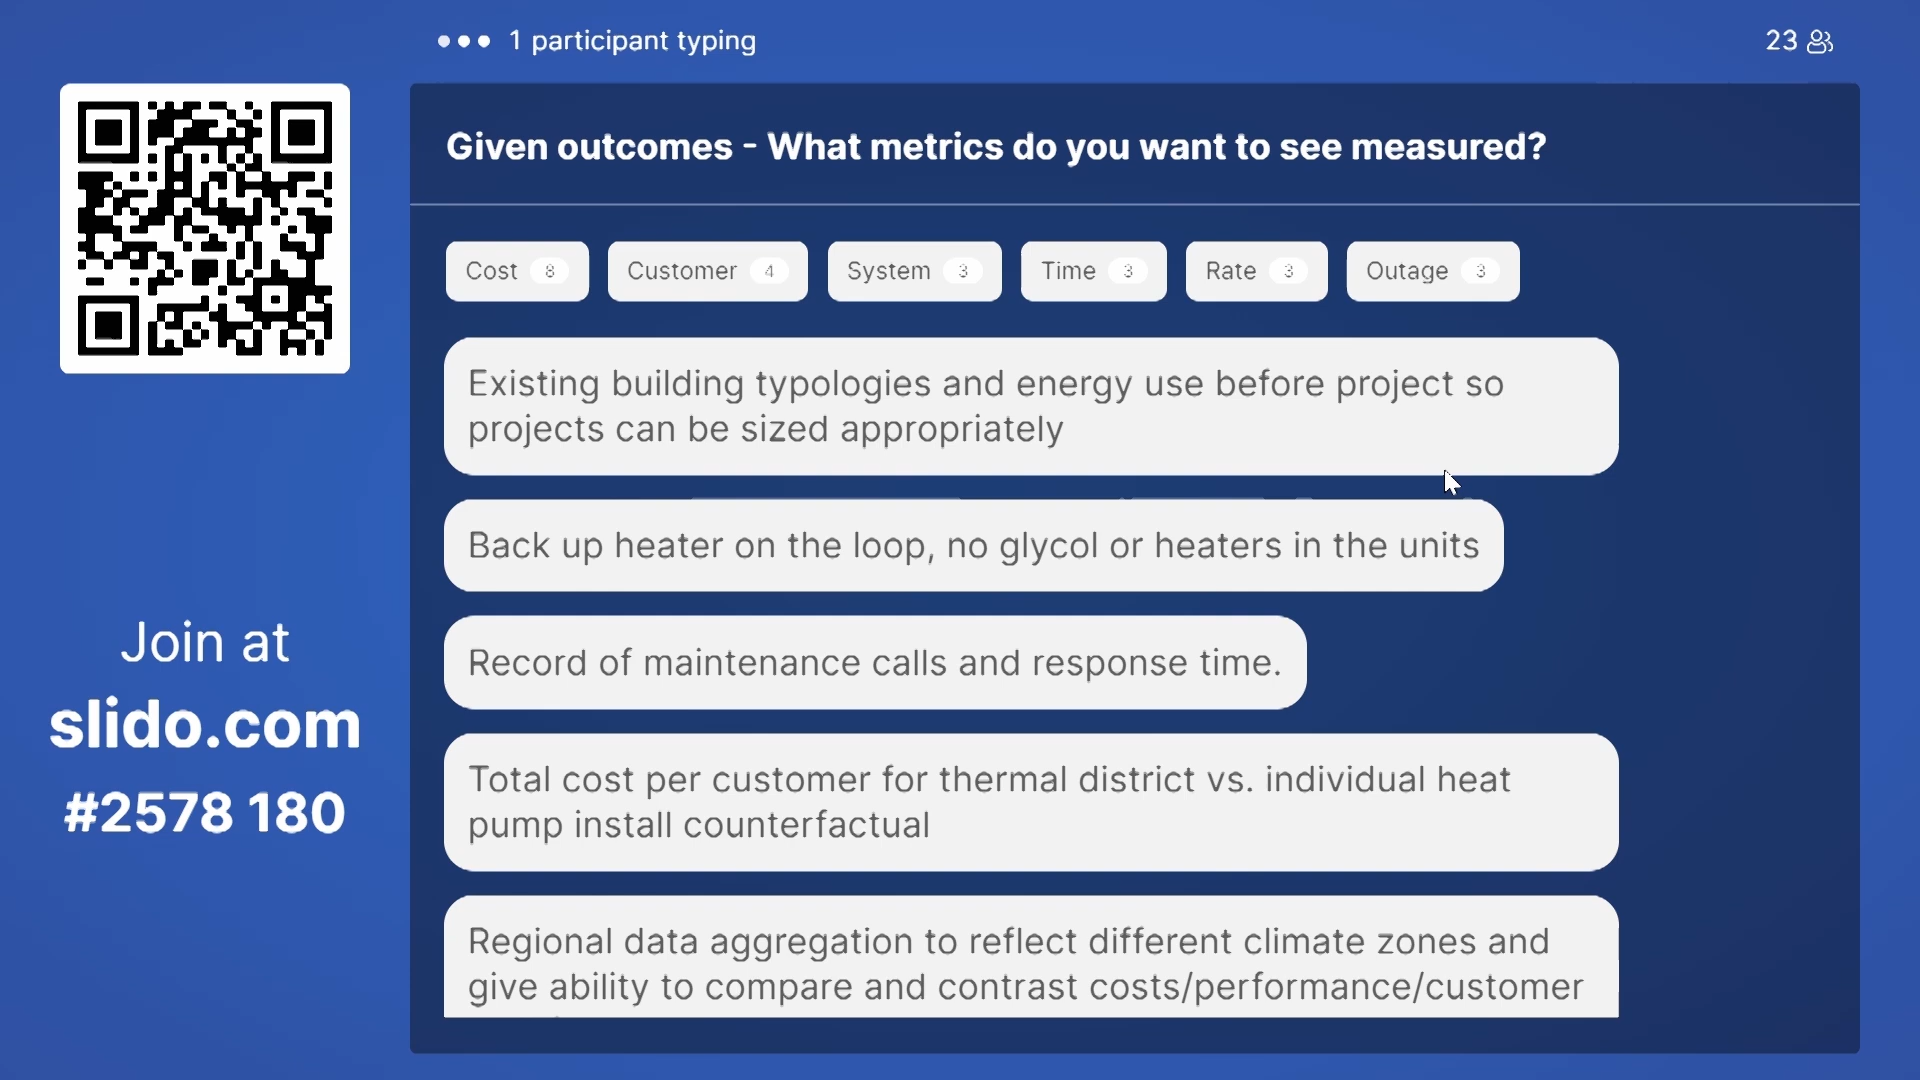 1 participant typing
23
Given outcomes - What metrics do you want to see measured?
Cost 8
Customer 4
System 3
Time 3
Rate 3
Outage 3
Existing building typologies and energy use before project so
projects can be sized appropriately
Back up heater on the loop, no glycol or heaters in the units
Record of maintenance calls and response time.
Total cost per customer for thermal district vs. individual heat
pump install counterfactual
Regional data aggregation to reflect different climate zones and
give ability to compare and contrast costs/performance/customer
Join at
slido.com
#2578 180